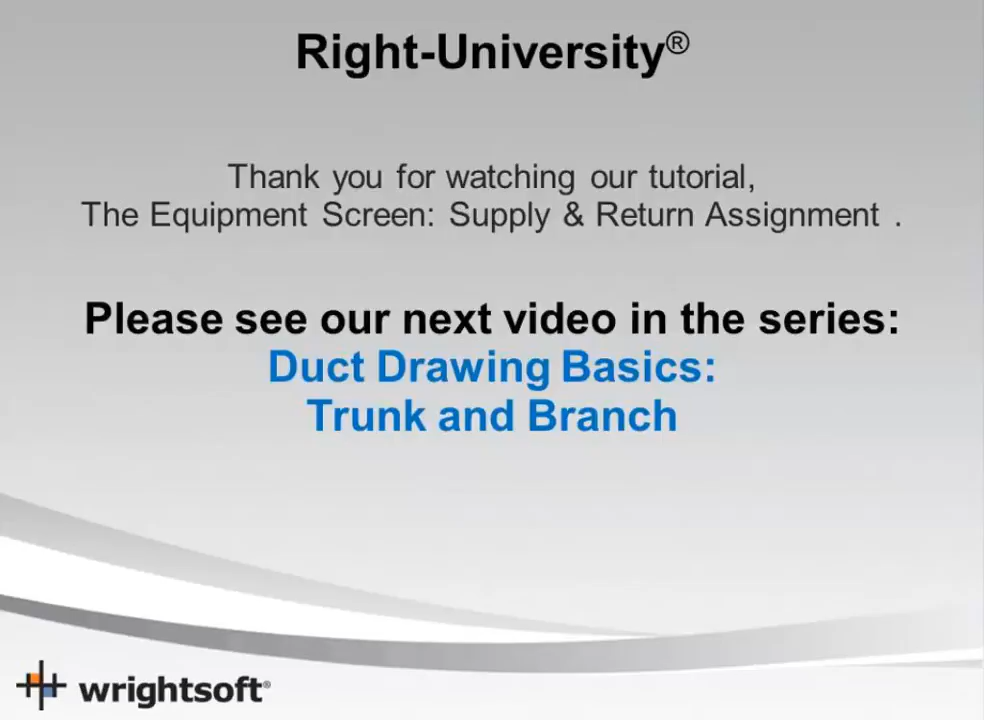 Right-University®
Thank you for watching our tutorial,
The Equipment Screen: Supply & Return Assignment .
Please see our next video in the series:
Duct Drawing Basics:
Trunk and Branch
wrightsoft®